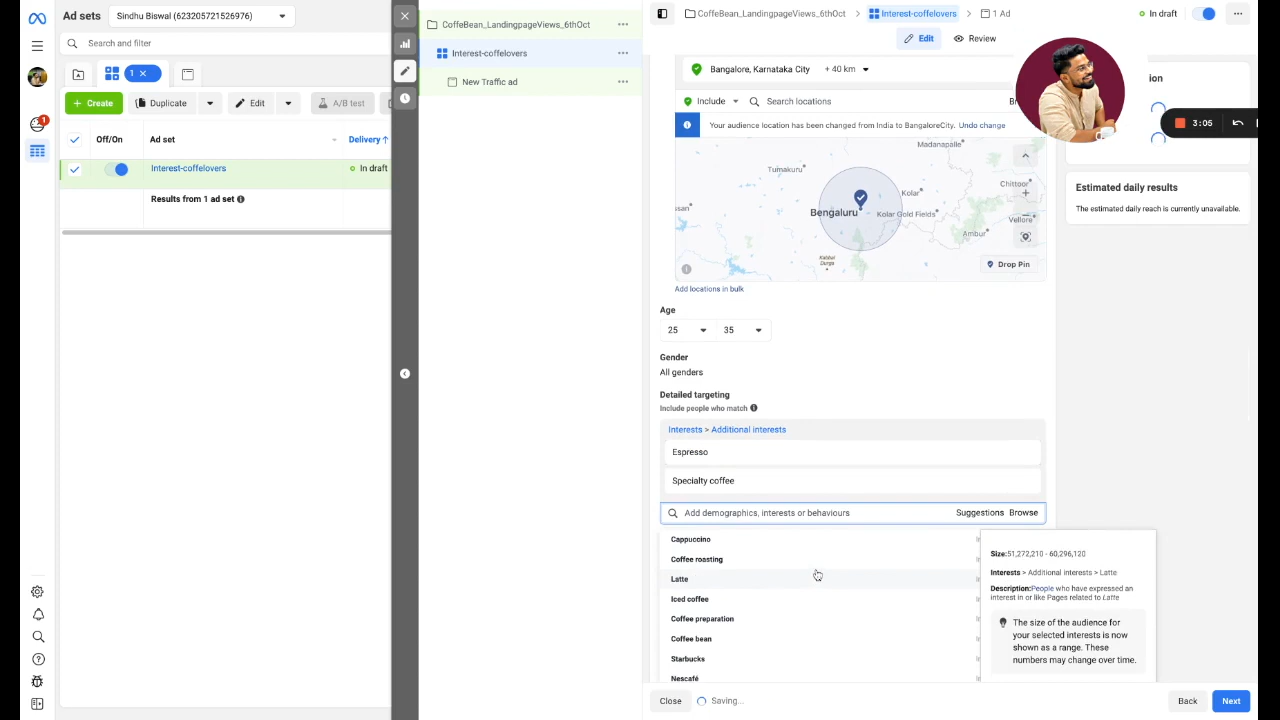 Ad sets
Sindhu Biswal (623205721526976)
Search and filter
1
Create
Duplicate
Edit
A/B test
Off/On
Ad set
Delivery
Interest-coffelovers
In draft
Results from 1 ad set
1
CoffeBean_LandingpageViews_6thOct
Interest-coffelovers
New Traffic ad
CoffeBean_LandingpageViews_6thOct
Interest-coffelovers
1 Ad
In draft
Edit
Review
Bangalore, Karnataka City
+ 40 km
Include
Search locations
Your audience location has been changed from India to BangaloreCity. Undo change
Madanapalle
Tumakuru
Kolar
Chittoor
Bengaluru
Kolar Gold Fields
Vellore
Ambur
Drop Pin
Add locations in bulk
Age
25
35
Gender
All genders
Detailed targeting
Include people who match
Interests > Additional interests
Espresso
Specialty coffee
Add demographics, interests or behaviours
Suggestions
Browse
Cappuccino
Coffee roasting
Latte
Iced coffee
Coffee preparation
Coffee bean
Starbucks
Nescafé
Size:51,272,210 - 60,296,120
Interests > Additional interests > Latte
Description:People who have expressed an
interest in or like Pages related to Latte
The size of the audience for
your selected interests is now
shown as a range. These
numbers may change over time.
3:05
Estimated daily results
The estimated daily reach is currently unavailable.
Close
Saving...
Back
Next